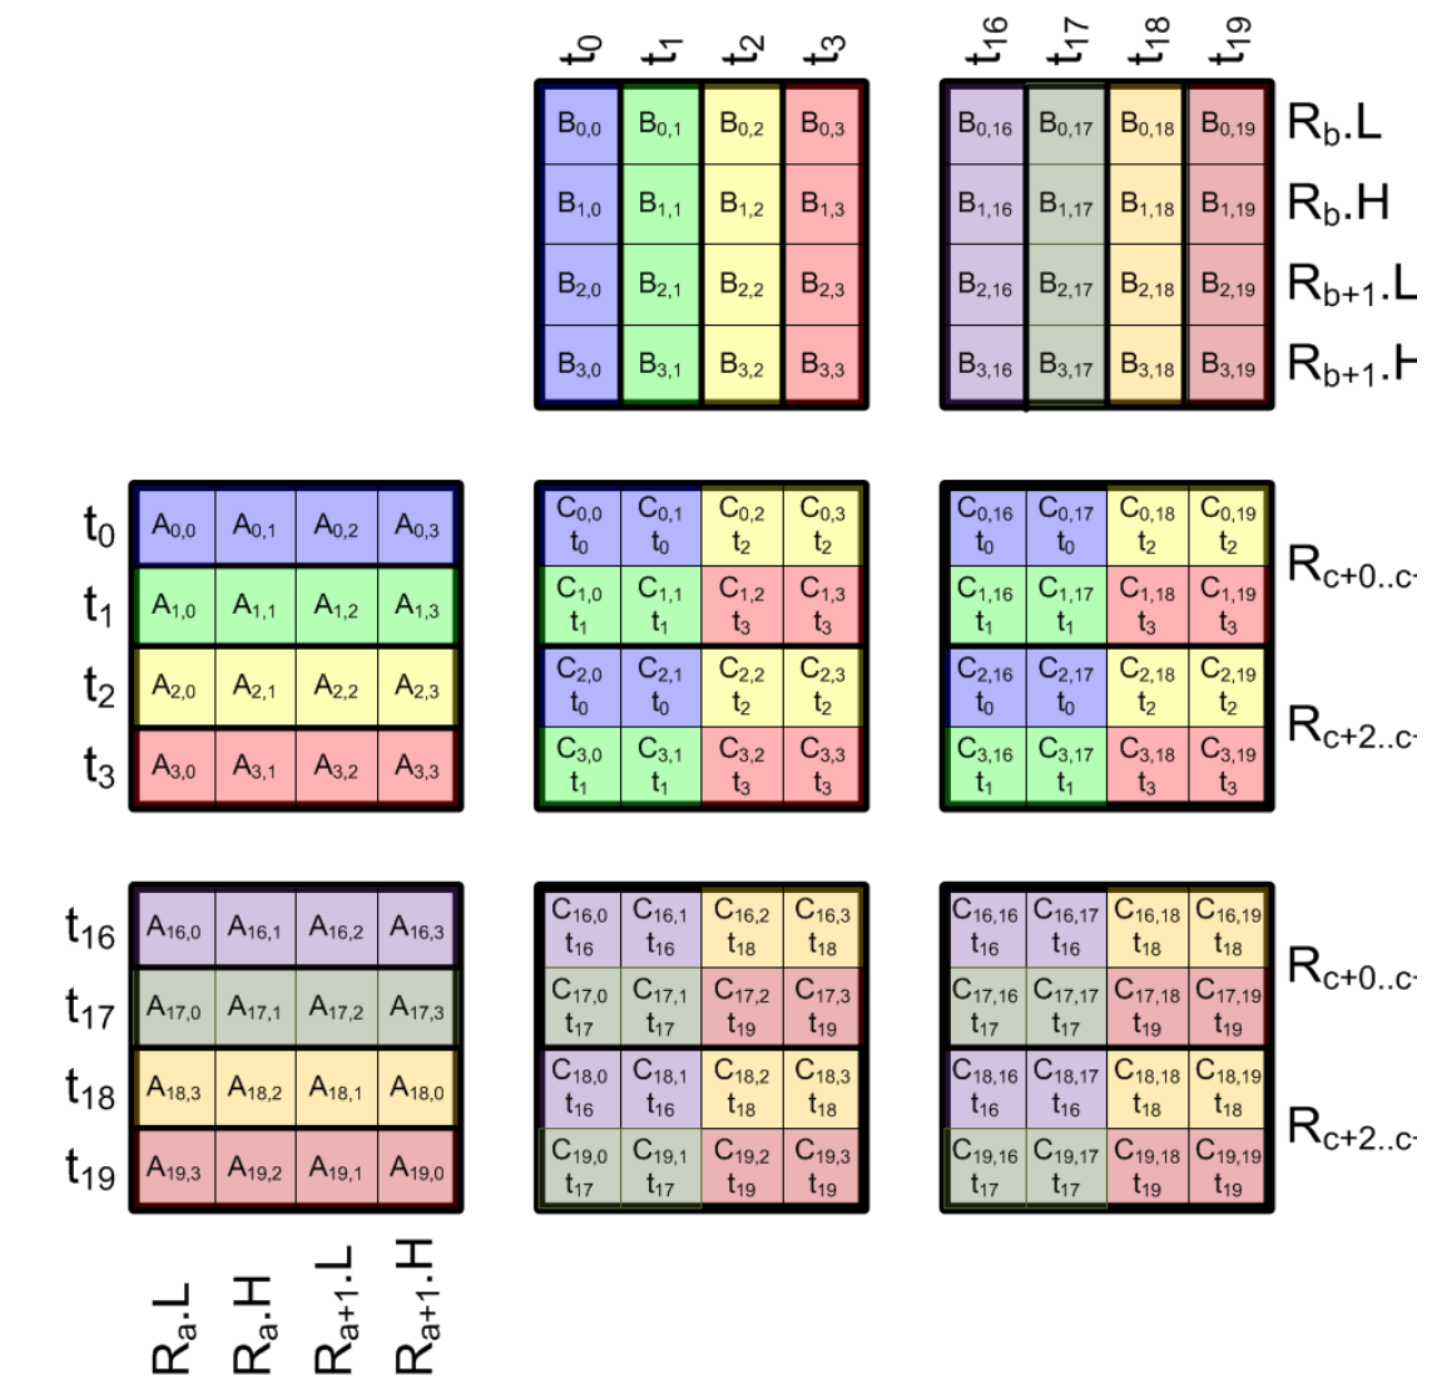 t0 t1 t2 t3 t16 t17 t18 t19
B0,0 B0,1 B0,2 B0,3 B0,16 B0,17 B0,18 B0,19 Rb.L
B1,0 B1,1 B1,2 B1,3 B1,16 B1,17 B1,18 B1,19 Rb.H
B2,0 B2,1 B2,2 B2,3 B2,16 B2,17 B2,18 B2,19 Rb+1.L
B3,0 B3,1 B3,2 B3,3 B3,16 B3,17 B3,18 B3,19 Rb+1.H
t0 A0,0 A0,1 A0,2 A0,3 C0,0 C0,1 C0,2 C0,3 C0,16 C0,17 C0,18 C0,19
t0 t0 t2 t2 t0 t0 t2 t2
Rc+0..c+
t1 A1,0 A1,1 A1,2 A1,3 C1,0 C1,1 C1,2 C1,3 C1,16 C1,17 C1,18 C1,19
t1 t1 t3 t3 t1 t1 t3 t3
t2 A2,0 A2,1 A2,2 A2,3 C2,0 C2,1 C2,2 C2,3 C2,16 C2,17 C2,18 C2,19
t0 t0 t2 t2 t0 t0 t2 t2
Rc+2..c+
t3 A3,0 A3,1 A3,2 A3,3 C3,0 C3,1 C3,2 C3,3 C3,16 C3,17 C3,18 C3,19
t1 t1 t3 t3 t1 t1 t3 t3
t16 A16,0 A16,1 A16,2 A16,3 C16,0 C16,1 C16,2 C16,3 C16,16 C16,17 C16,18 C16,19
t16 t16 t18 t18 t16 t16 t18 t18
Rc+0..c+
t17 A17,0 A17,1 A17,2 A17,3 C17,0 C17,1 C17,2 C17,3 C17,16 C17,17 C17,18 C17,19
t17 t17 t19 t19 t17 t17 t19 t19
t18 A18,3 A18,2 A18,1 A18,0 C18,0 C18,1 C18,2 C18,3 C18,16 C18,17 C18,18 C18,19
t16 t16 t18 t18 t16 t16 t18 t18
Rc+2..c+
t19 A19,3 A19,2 A19,1 A19,0 C19,0 C19,1 C19,2 C19,3 C19,16 C19,17 C19,18 C19,19
t17 t17 t19 t19 t17 t17 t19 t19
Ra.L Ra.H Ra+1.L Ra+1.H